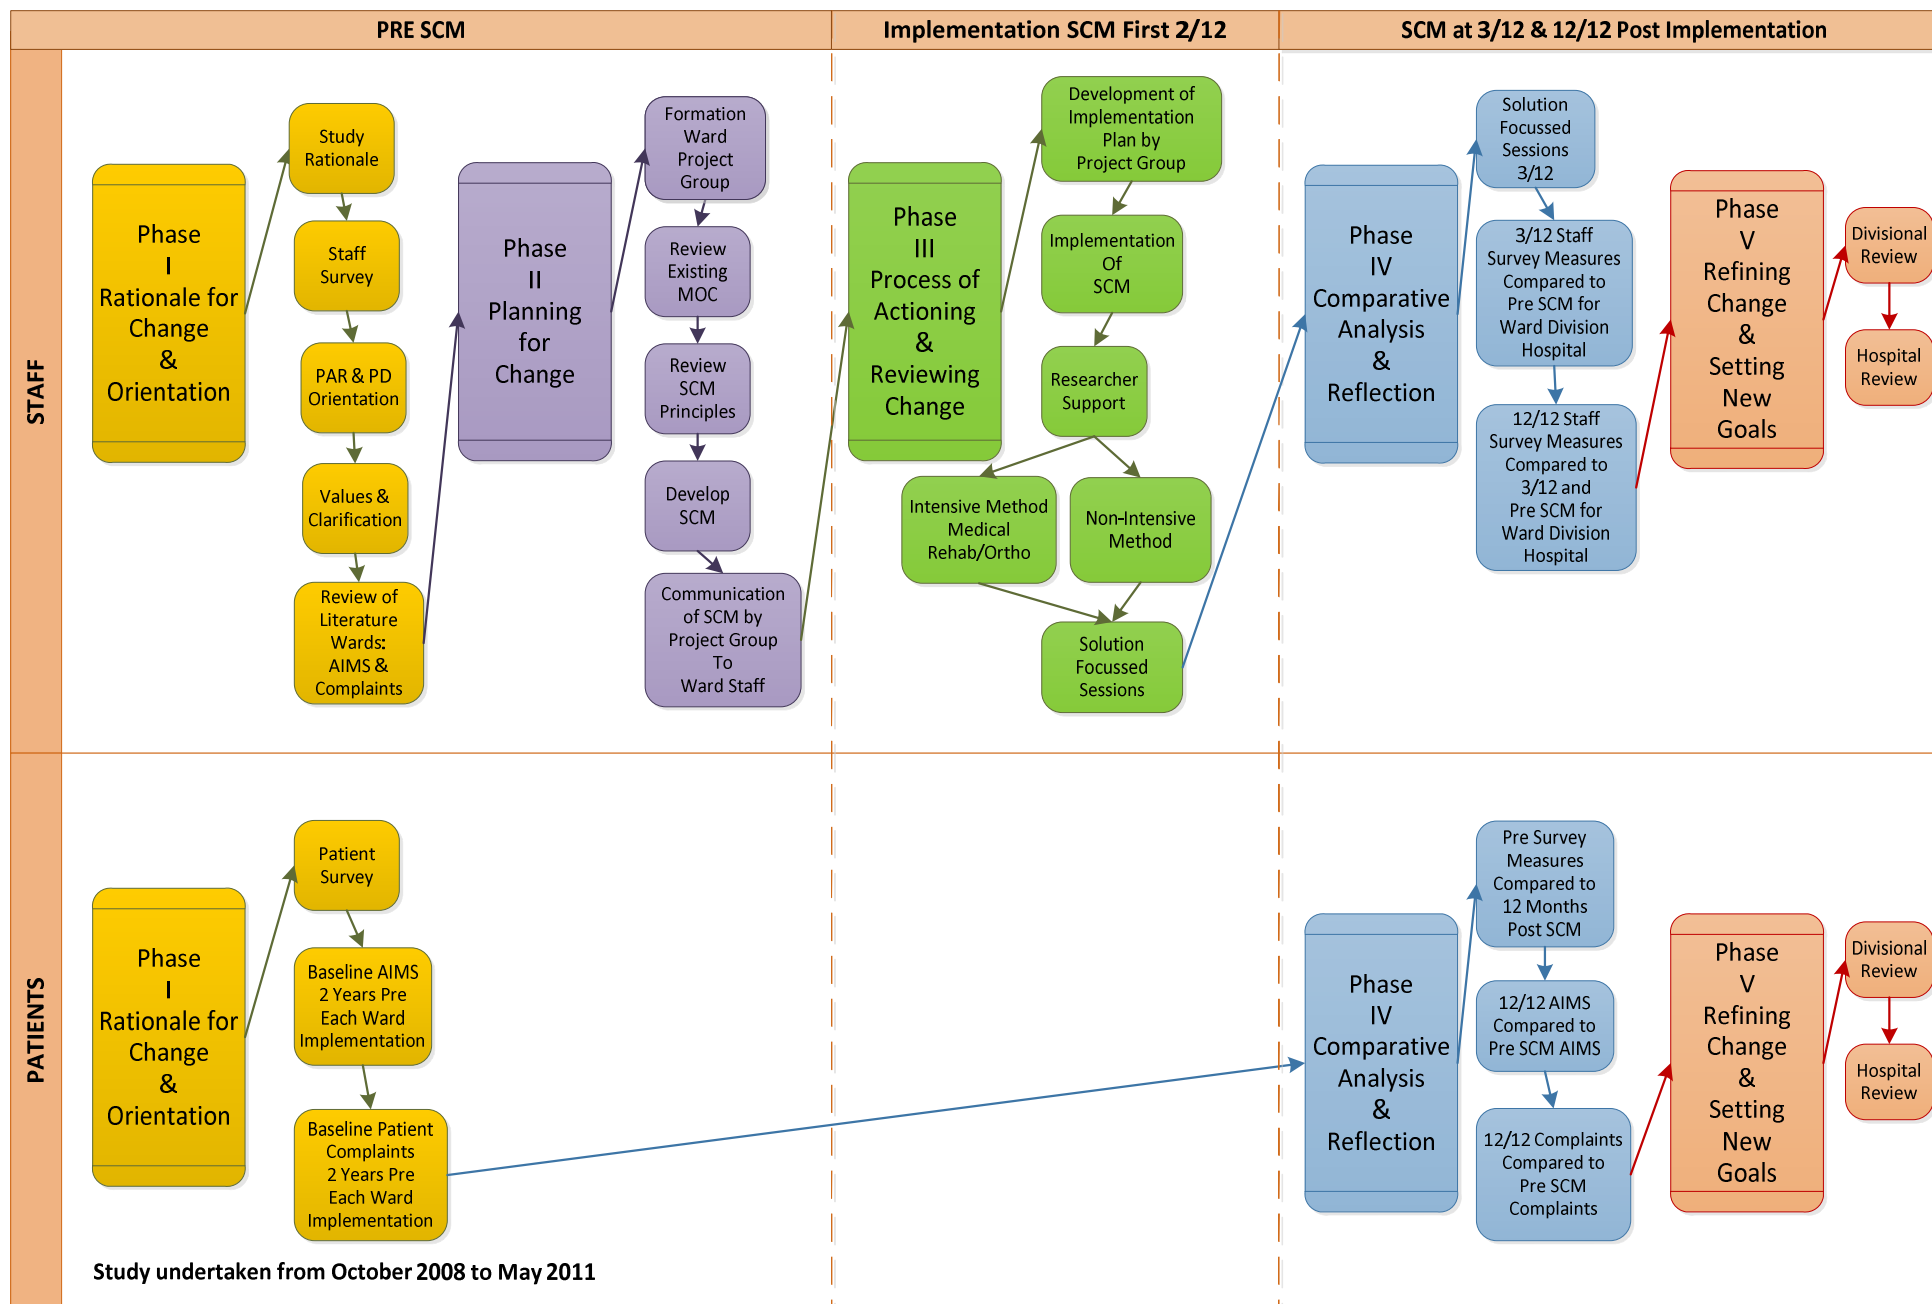 PRE SCM
Implementation SCM First 2/12
SCM at 3/12 & 12/12 Post Implementation
STAFF
Phase
I
Rationale for
Change
&
Orientation
Study
Rationale
Staff
Survey
PAR & PD
Orientation
Values &
Clarification
Review of
Literature
Wards:
AIMS &
Complaints
Phase
II
Planning
for
Change
Formation
Ward
Project
Group
Review
Existing
MOC
Review
SCM
Principles
Develop
SCM
Communication
of SCM by
Project Group
To
Ward Staff
Phase
III
Process of
Actioning
&
Reviewing
Change
Development of
Implementation
Plan by
Project Group
Implementation
Of
SCM
Researcher
Support
Intensive Method
Medical
Rehab/Ortho
Non-Intensive
Method
Solution
Focussed
Sessions
Phase
IV
Comparative
Analysis
&
Reflection
Solution
Focussed
Sessions
3/12
3/12 Staff
Survey Measures
Compared to
Pre SCM for
Ward Division
Hospital
12/12 Staff
Survey Measures
Compared to
3/12 and
Pre SCM for
Ward Division
Hospital
Phase
V
Refining
Change
&
Setting
New
Goals
Divisional
Review
Hospital
Review
PATIENTS
Phase
I
Rationale for
Change
&
Orientation
Patient
Survey
Baseline AIMS
2 Years Pre
Each Ward
Implementation
Baseline Patient
Complaints
2 Years Pre
Each Ward
Implementation
Phase
IV
Comparative
Analysis
&
Reflection
Pre Survey
Measures
Compared to
12 Months
Post SCM
12/12 AIMS
Compared to
Pre SCM AIMS
12/12 Complaints
Compared to
Pre SCM
Complaints
Phase
V
Refining
Change
&
Setting
New
Goals
Divisional
Review
Hospital
Review
Study undertaken from October 2008 to May 2011